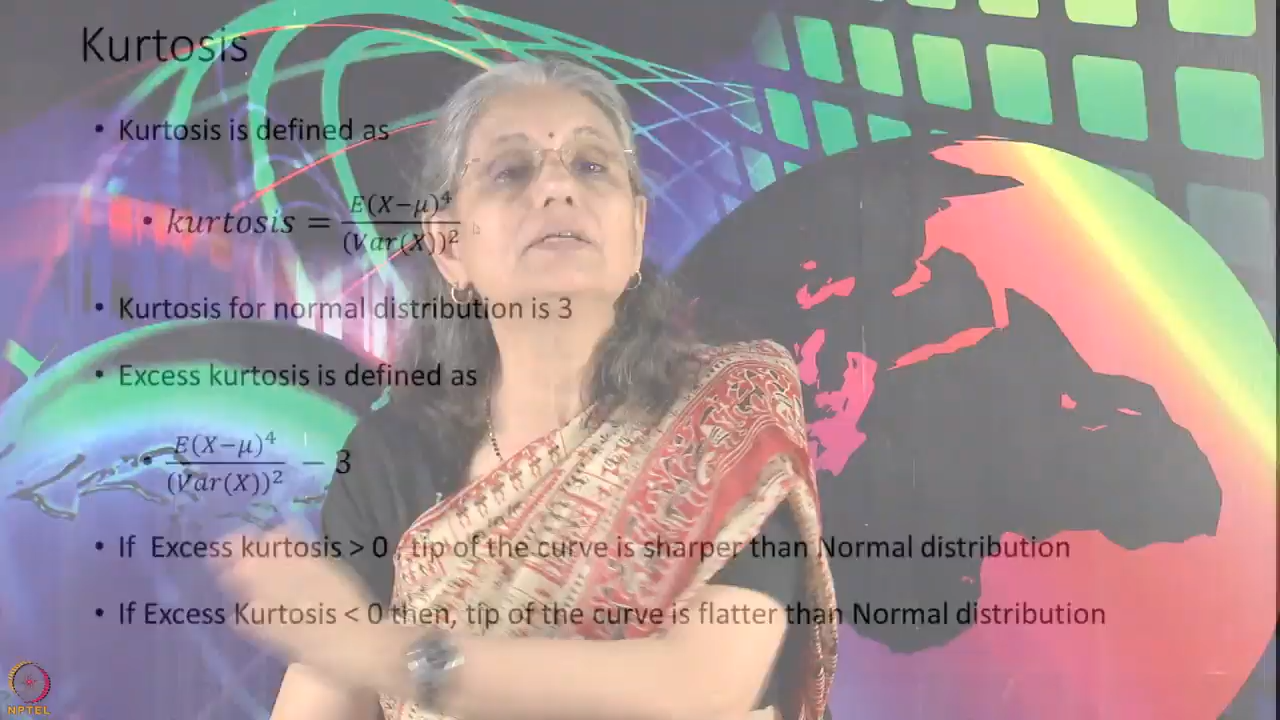 Kurtosis
• Kurtosis is defined as
• kurtosis = E(X−μ)⁴ / (Var(X))²
• Kurtosis for normal distribution is 3
• Excess kurtosis is defined as
• E(X−μ)⁴ / (Var(X))² − 3
• If Excess kurtosis > 0 , tip of the curve is sharper than Normal distribution
• If Excess Kurtosis < 0 then, tip of the curve is flatter than Normal distribution
NPTEL